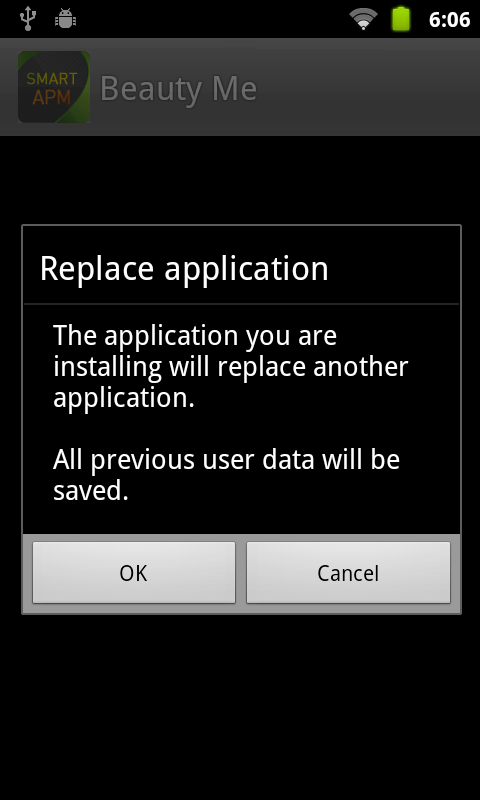 6:06
SMART
APM
Beauty Me
Replace application
The application you are
installing will replace another
application.
All previous user data will be
saved.
OK
Cancel